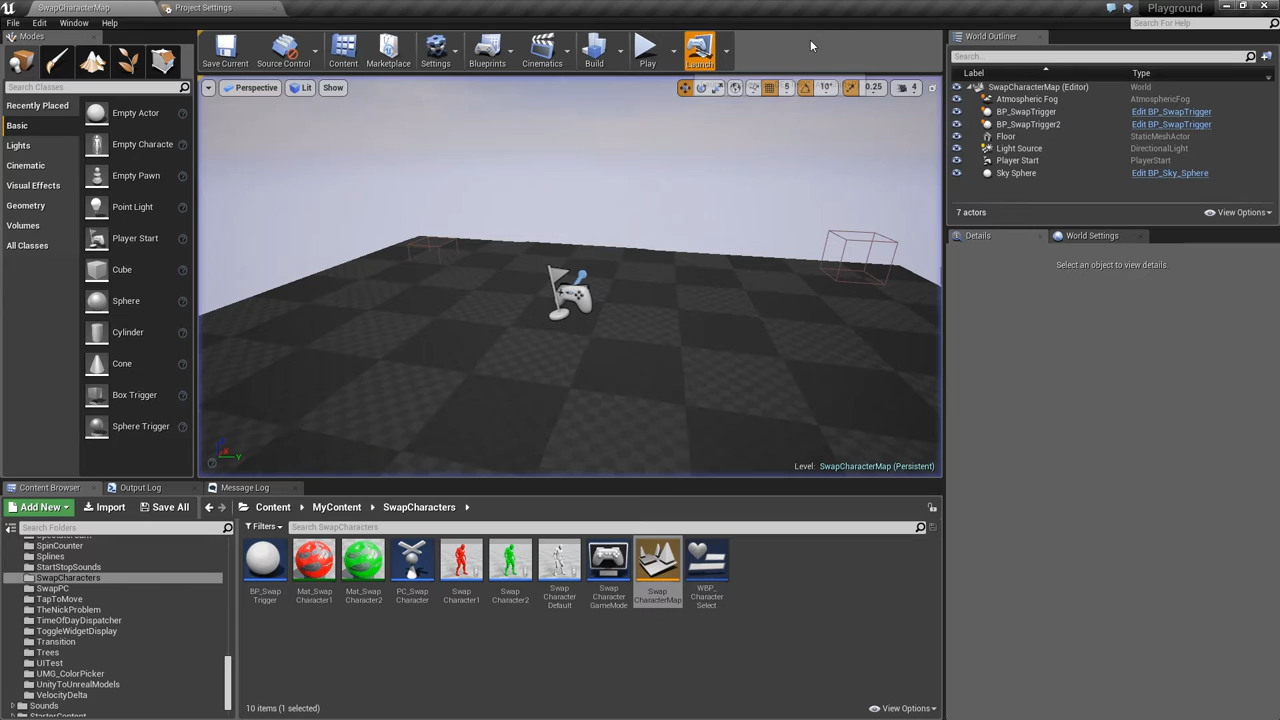 SwapCharacterMap
Project Settings
Playground
File Edit Window Help
Search For Help
Modes
Search Classes
Recently Placed
Basic
Lights
Cinematic
Visual Effects
Geometry
Volumes
All Classes
Empty Actor
Empty Characte
Empty Pawn
Point Light
Player Start
Cube
Sphere
Cylinder
Cone
Box Trigger
Sphere Trigger
Save Current
Source Control
Content
Marketplace
Settings
Blueprints
Cinematics
Build
Play
Launch
Perspective
Lit
Show
5
10°
0.25
4
Level: SwapCharacterMap (Persistent)
World Outliner
Search...
Label Type
SwapCharacterMap (Editor) World
Atmospheric Fog AtmosphericFog
BP_SwapTrigger Edit BP_SwapTrigger
BP_SwapTrigger2 Edit BP_SwapTrigger
Floor StaticMeshActor
Light Source DirectionalLight
Player Start PlayerStart
Sky Sphere Edit BP_Sky_Sphere
7 actors
View Options
Details
World Settings
Select an object to view details.
Content Browser
Output Log
Message Log
Add New
Import
Save All
Content
MyContent
SwapCharacters
Search Folders
Filters
Search SwapCharacters
SpinCounter
Splines
StartStopSounds
SwapCharacters
SwapPC
TapToMove
TheNickProblem
TimeOfDayDispatcher
ToggleWidgetDisplay
Transition
Trees
UITest
UMG_ColorPicker
UnityToUnrealModels
VelocityDelta
Sounds
StarterContent
BP_Swap
Trigger
Mat_Swap
Character1
Mat_Swap
Character2
PC_Swap
Character
Swap
Character1
Swap
Character2
Swap
Character
Default
Swap
Character
GameMode
Swap
CharacterMap
WBP_
Character
Select
10 items (1 selected)
View Options